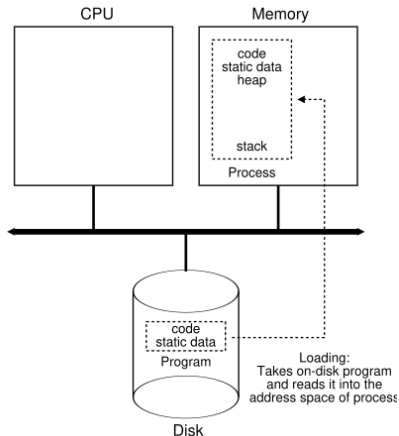 CPU
Memory
code
static data
heap
stack
Process
code
static data
Program
Loading:
Takes on-disk program
and reads it into the
address space of process
Disk